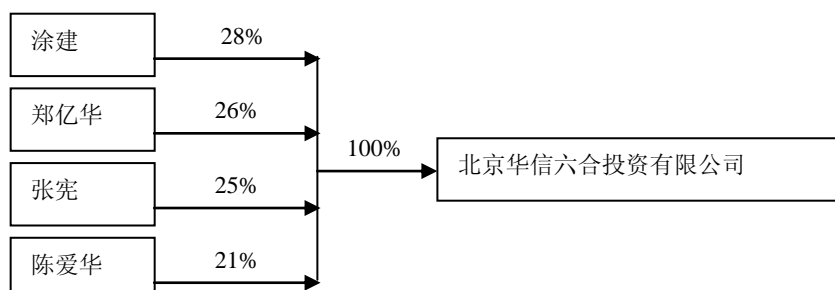 涂建
28%
郑亿华
26%
100%
北京华信六合投资有限公司
张宪
25%
陈爱华
21%